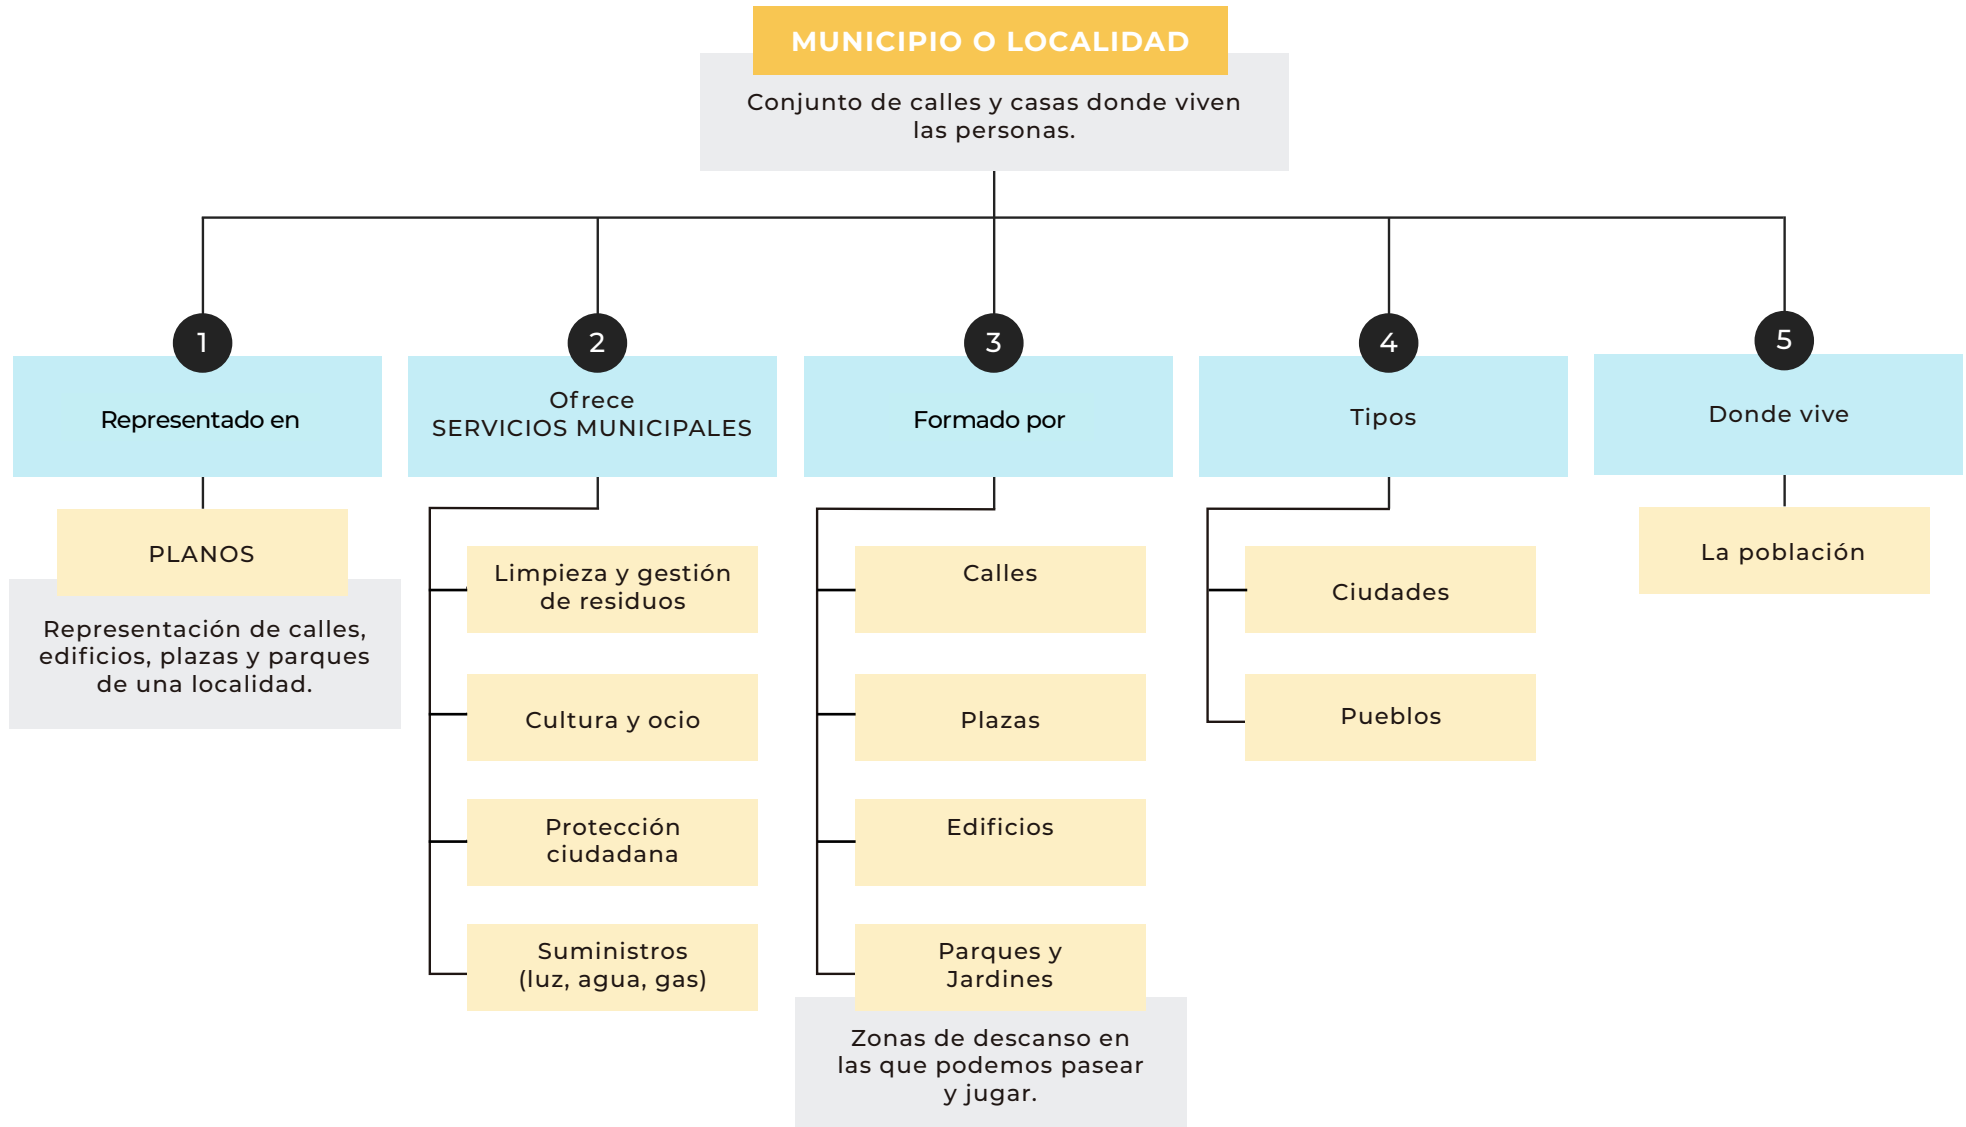 MUNICIPIO O LOCALIDAD
Conjunto de calles y casas donde viven
las personas.
1
Representado en
PLANOS
Representación de calles,
edificios, plazas y parques
de una localidad.
2
Ofrece
SERVICIOS MUNICIPALES
Limpieza y gestión
de residuos
Cultura y ocio
Protección
ciudadana
Suministros
(luz, agua, gas)
3
Formado por
Calles
Plazas
Edificios
Parques y
Jardines
Zonas de descanso en
las que podemos pasear
y jugar.
4
Tipos
Ciudades
Pueblos
5
Donde vive
La población